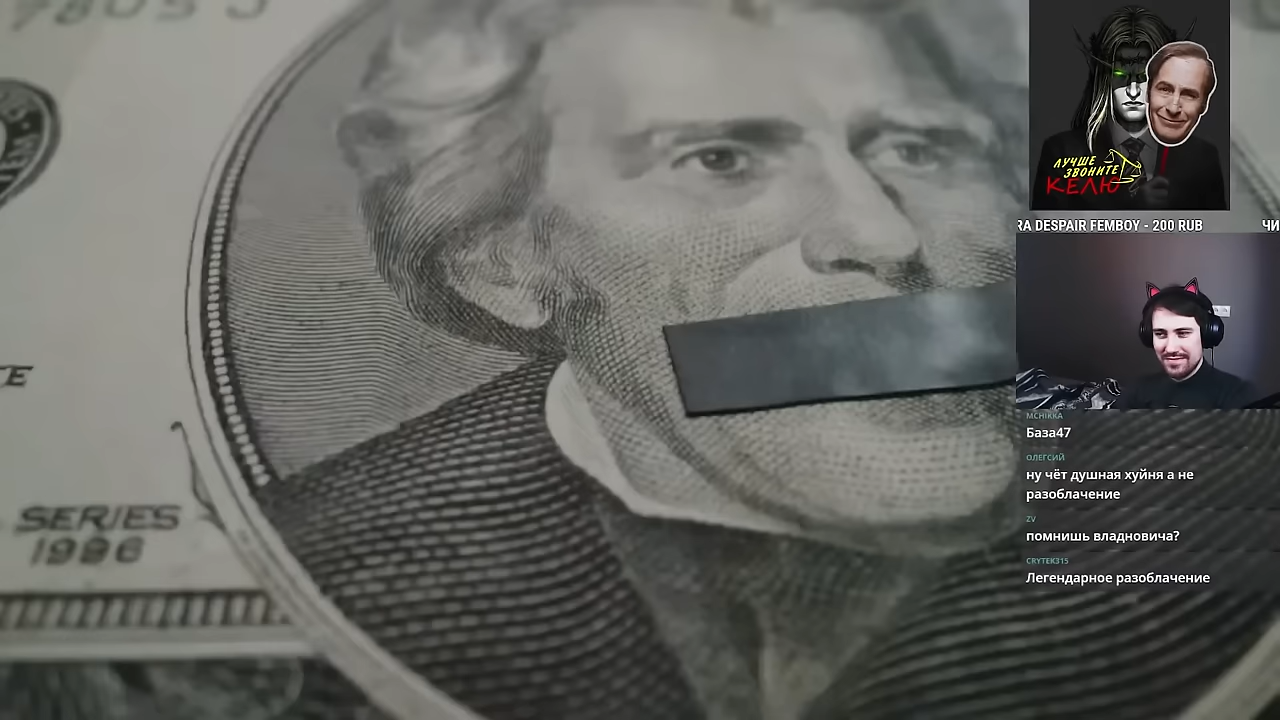 7805 J
ЛУЧШЕ
ЗВОНИТЕ
КЕЛЮ
RA DESPAIR FEMBOY - 200 RUB ЧИ
MCHIKKA
База47
ОЛЕГСИЙ
ну чёт душная хуйня а не
разоблачение
ZV
помнишь владновича?
CRYTEK315
Легендарное разоблачение
SERIES
1996